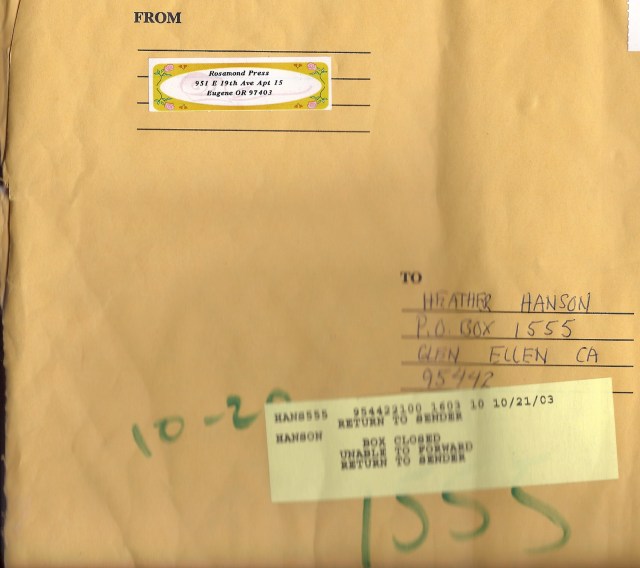 FROM
Rosamond Press
951 E 19th Ave Apt 15
Eugene OR 97403
TO
HEATHER HANSON
P.O. BOX 1555
GLEN ELLEN CA
95442
10-20
HANS555 954422100 1603 10 10/21/03
RETURN TO SENDER
HANSON
BOX CLOSED
UNABLE TO FORWARD
RETURN TO SENDER
1555